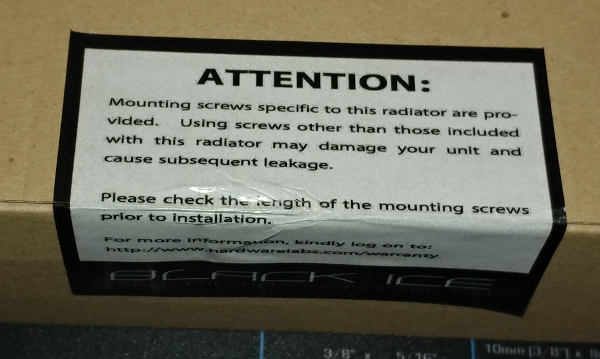 ATTENTION:
Mounting screws specific to this radiator are pro-
vided. Using screws other than those included
with this radiator may damage your unit and
cause subsequent leakage.
Please check the length of the mounting screws
prior to installation.
For more information, kindly log on to:
http://www.hardwarelabs.com/warranty
BLACK ICE
3/8" x 5/16" 10mm (3/8") x 8